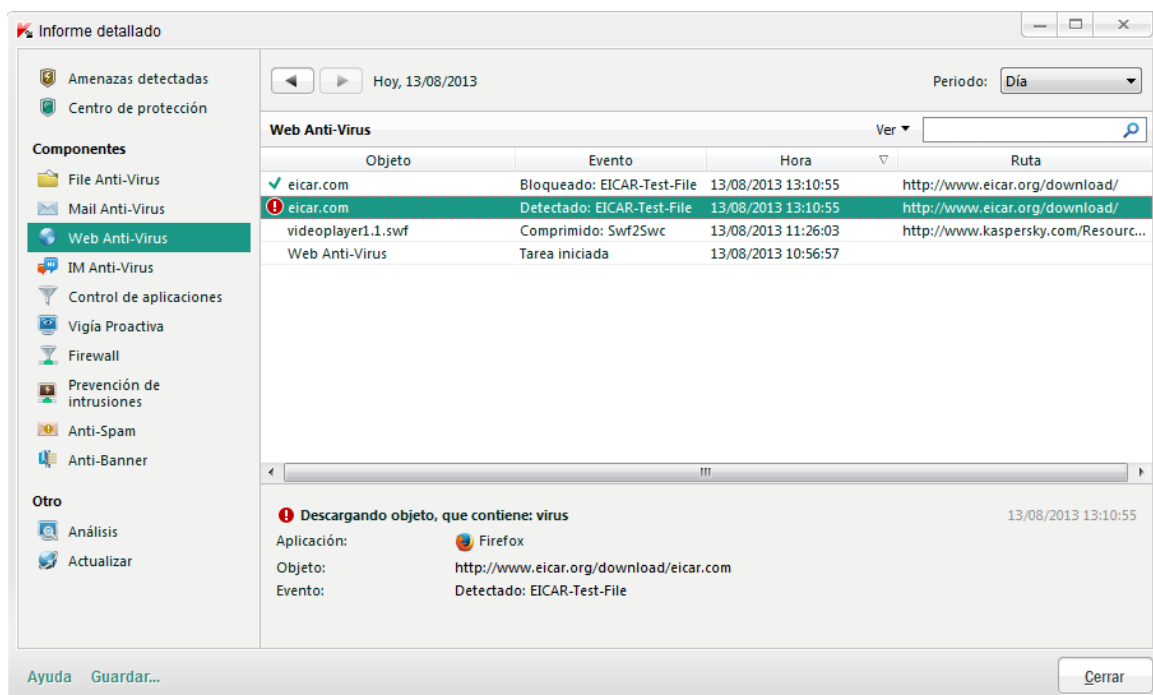 Informe detallado
Amenazas detectadas
Centro de protección
Componentes
File Anti-Virus
Mail Anti-Virus
Web Anti-Virus
IM Anti-Virus
Control de aplicaciones
Vigía Proactiva
Firewall
Prevención de
intrusiones
Anti-Spam
Anti-Banner
Otro
Análisis
Actualizar
Hoy, 13/08/2013 Periodo: Día
Web Anti-Virus Ver
Objeto Evento Hora Ruta
eicar.com Bloqueado: EICAR-Test-File 13/08/2013 13:10:55 http://www.eicar.org/download/
eicar.com Detectado: EICAR-Test-File 13/08/2013 13:10:55 http://www.eicar.org/download/
videoplayer1.1.swf Comprimido: Swf2Swc 13/08/2013 11:26:03 http://www.kaspersky.com/Resourc...
Web Anti-Virus Tarea iniciada 13/08/2013 10:56:57
Descargando objeto, que contiene: virus 13/08/2013 13:10:55
Aplicación: Firefox
Objeto: http://www.eicar.org/download/eicar.com
Evento: Detectado: EICAR-Test-File
Ayuda Guardar... Cerrar